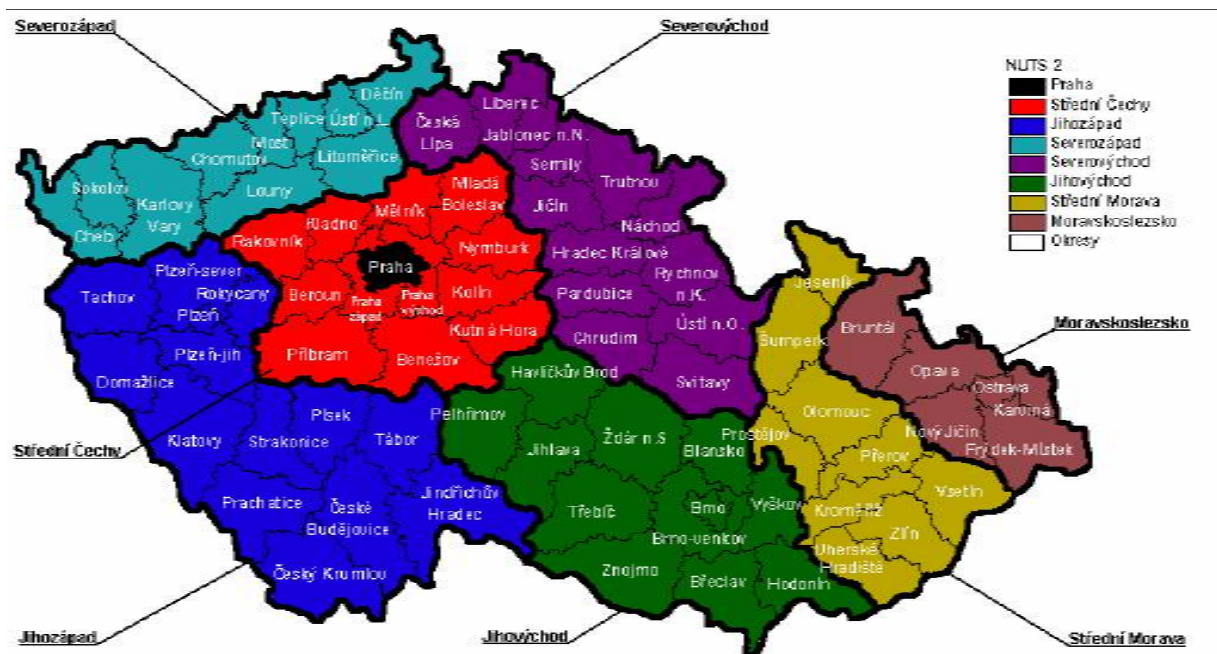 Severozápad
Severovýchod
NUTS 2
Praha
Střední Čechy
Jihozápad
Severozápad
Severovýchod
Jihovýchod
Střední Morava
Moravskoslezsko
Okresy
Děčín
Teplice
Ústí n.L.
Most
Chomutov
Litoměřice
Sokolov
Louny
Karlovy
Vary
Cheb
Liberec
Česká
Lípa
Jablonec n.N.
Semily
Trutnov
Jičín
Náchod
Hradec Králové
Rychnov
n.K.
Pardubice
Ústí n.O.
Chrudim
Svitavy
Mladá
Boleslav
Mělník
Kladno
Rakovník
Nymburk
Praha
Beroun
Praha
západ
Praha
východ
Kolín
Kutná Hora
Příbram
Benešov
Plzeň-sever
Tachov
Rokycany
Plzeň
Plzeň-jih
Domažlice
Klatovy
Písek
Strakonice
Tábor
Prachatice
České
Budějovice
Jindřichův
Hradec
Český Krumlov
Havlíčkův Brod
Pelhřimov
Jihlava
Žďár n.S
Blansko
Třebíč
Brno
Vyškov
Brno-venkov
Znojmo
Břeclav
Hodonín
Jeseník
Šumperk
Olomouc
Prostějov
Přerov
Kroměříž
Vsetín
Zlín
Uherské
Hradiště
Bruntál
Opava
Ostrava
Karviná
Nový Jičín
Frýdek-Místek
Moravskoslezsko
Střední Čechy
Jihozápad
Jihovýchod
Střední Morava